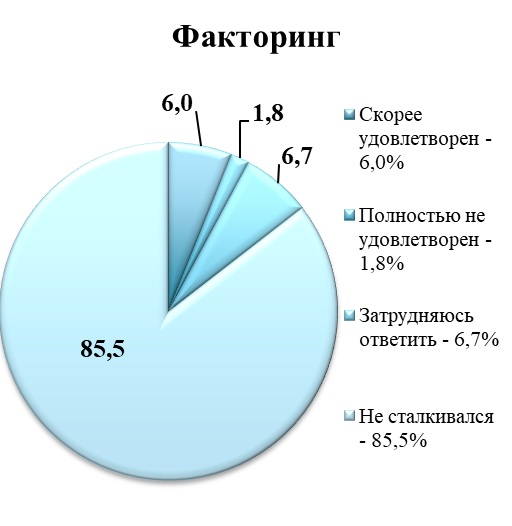 Факторинг
6,0
1,8
6,7
85,5
Скорее
удовлетворен -
6,0%
Полностью не
удовлетворен -
1,8%
Затрудняюсь
ответить - 6,7%
Не сталкивался
- 85,5%